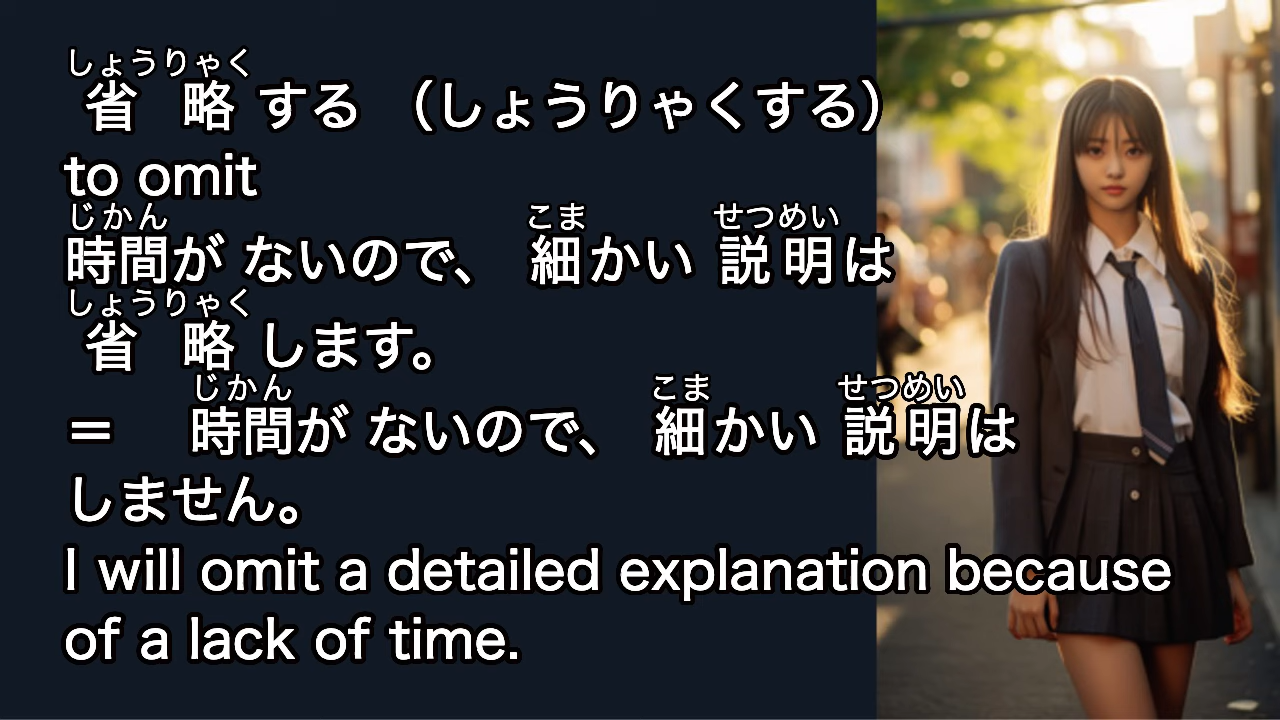 しょうりゃく
省略する （しょうりゃくする）
to omit
じかん こま せつめい
時間が ないので、 細かい 説明は
しょうりゃく
省略 します。
じかん こま せつめい
＝ 時間が ないので、 細かい 説明は
しません。
I will omit a detailed explanation because
of a lack of time.